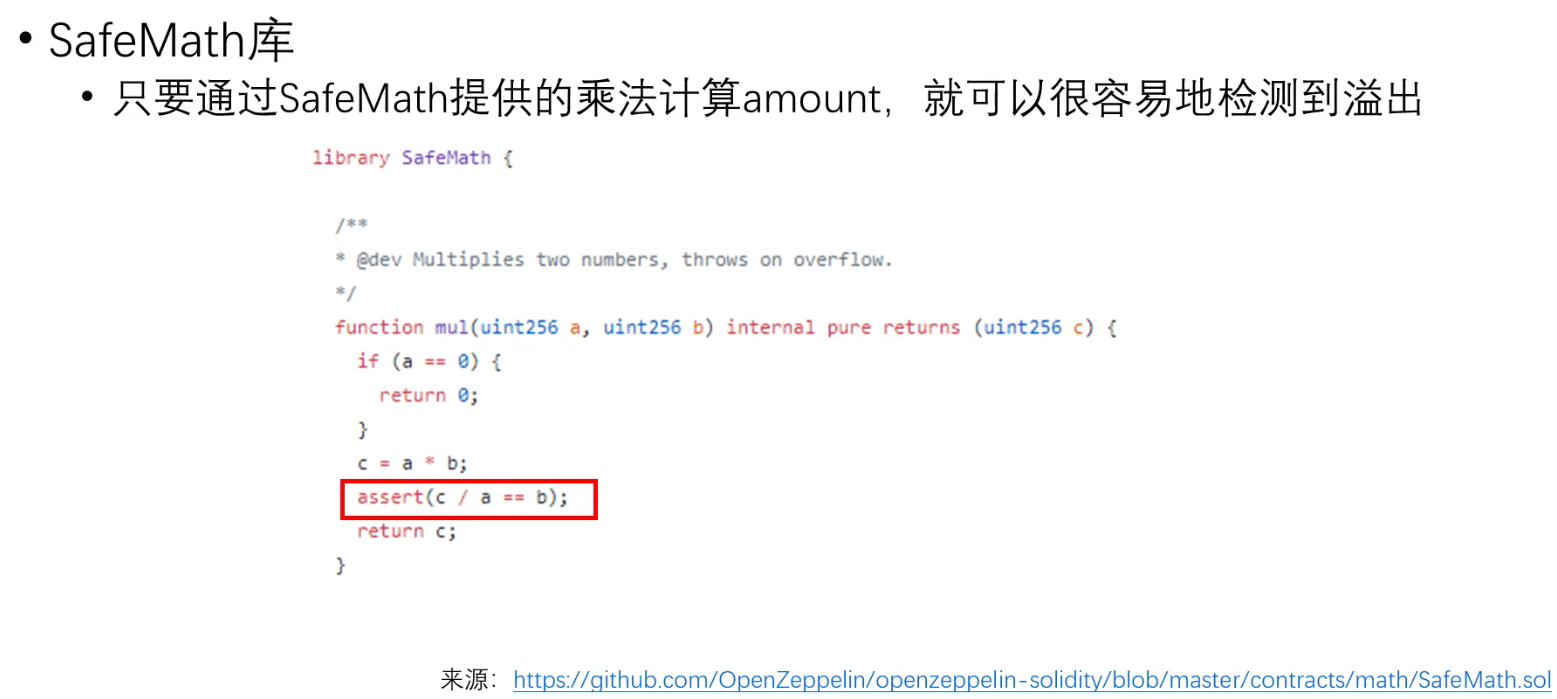 • SafeMath库
• 只要通过SafeMath提供的乘法计算amount，就可以很容易地检测到溢出
library SafeMath {
/**
* @dev Multiplies two numbers, throws on overflow.
*/
function mul(uint256 a, uint256 b) internal pure returns (uint256 c) {
if (a == 0) {
return 0;
}
c = a * b;
assert(c / a == b);
return c;
}
来源：https://github.com/OpenZeppelin/openzeppelin-solidity/blob/master/contracts/math/SafeMath.sol